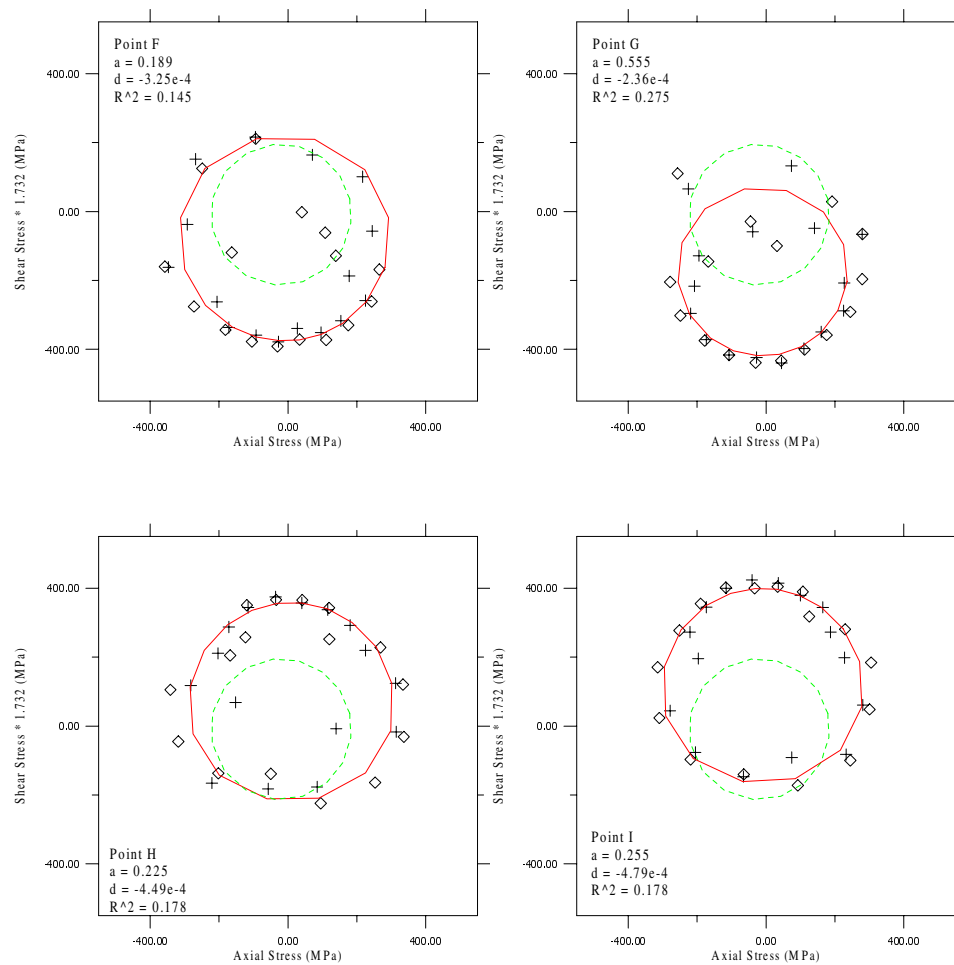 Point F
a = 0.189
d = -3.25e-4
R^2 = 0.145
400.00
0.00
-400.00
Shear Stress * 1.732 (MPa)
-400.00
0.00
400.00
Axial Stress (MPa)
Point G
a = 0.555
d = -2.36e-4
R^2 = 0.275
400.00
0.00
-400.00
Shear Stress * 1.732 (MPa)
-400.00
0.00
400.00
Axial Stress (MPa)
400.00
0.00
-400.00
Shear Stress * 1.732 (MPa)
Point H
a = 0.225
d = -4.49e-4
R^2 = 0.178
-400.00
0.00
400.00
Axial Stress (MPa)
400.00
0.00
-400.00
Shear Stress * 1.732 (MPa)
Point I
a = 0.255
d = -4.79e-4
R^2 = 0.178
-400.00
0.00
400.00
Axial Stress (MPa)